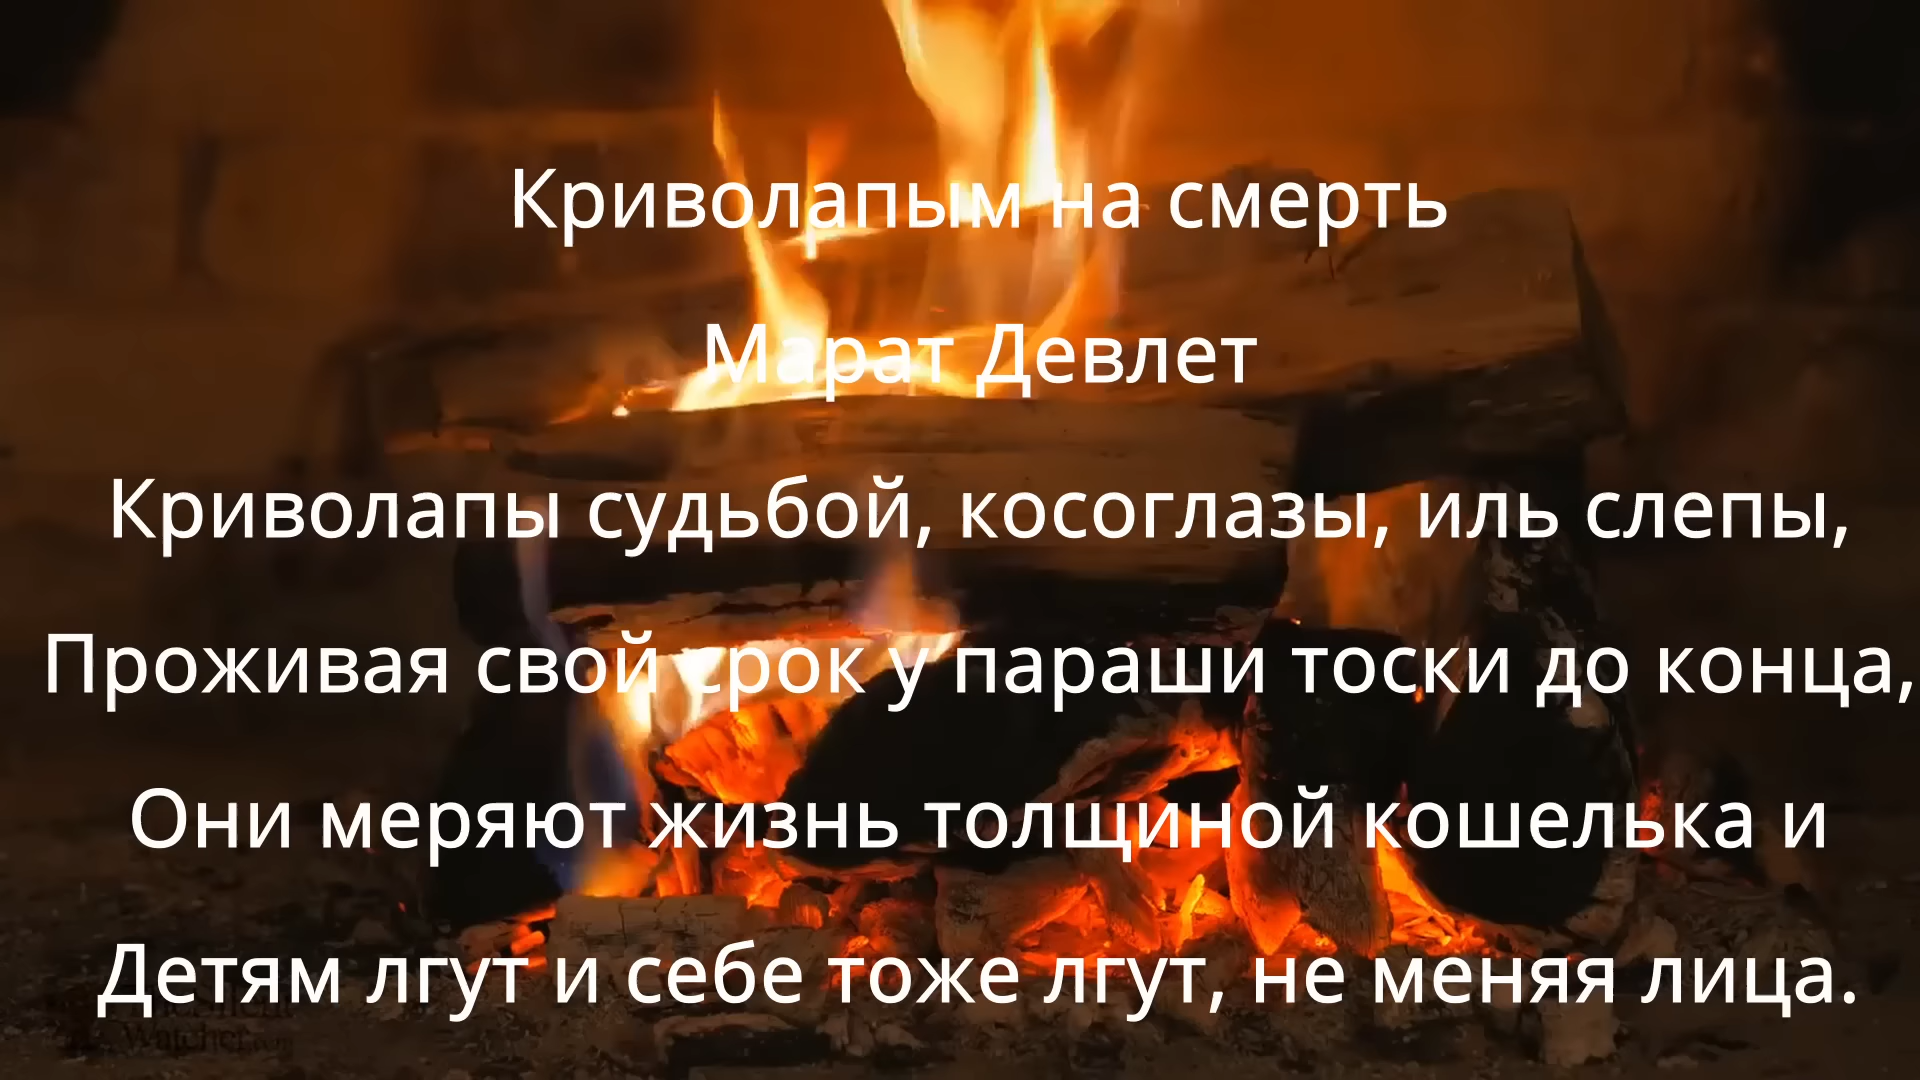 Криволапым на смерть
Марат Девлет
Криволапы судьбой, косоглазы, иль слепы,
Проживая свой срок у параши тоски до конца,
Они меряют жизнь толщиной кошелька и
Детям лгут и себе тоже лгут, не меняя лица.
Watcher